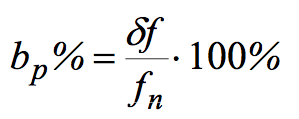 b_p% = δf / f_n · 100%